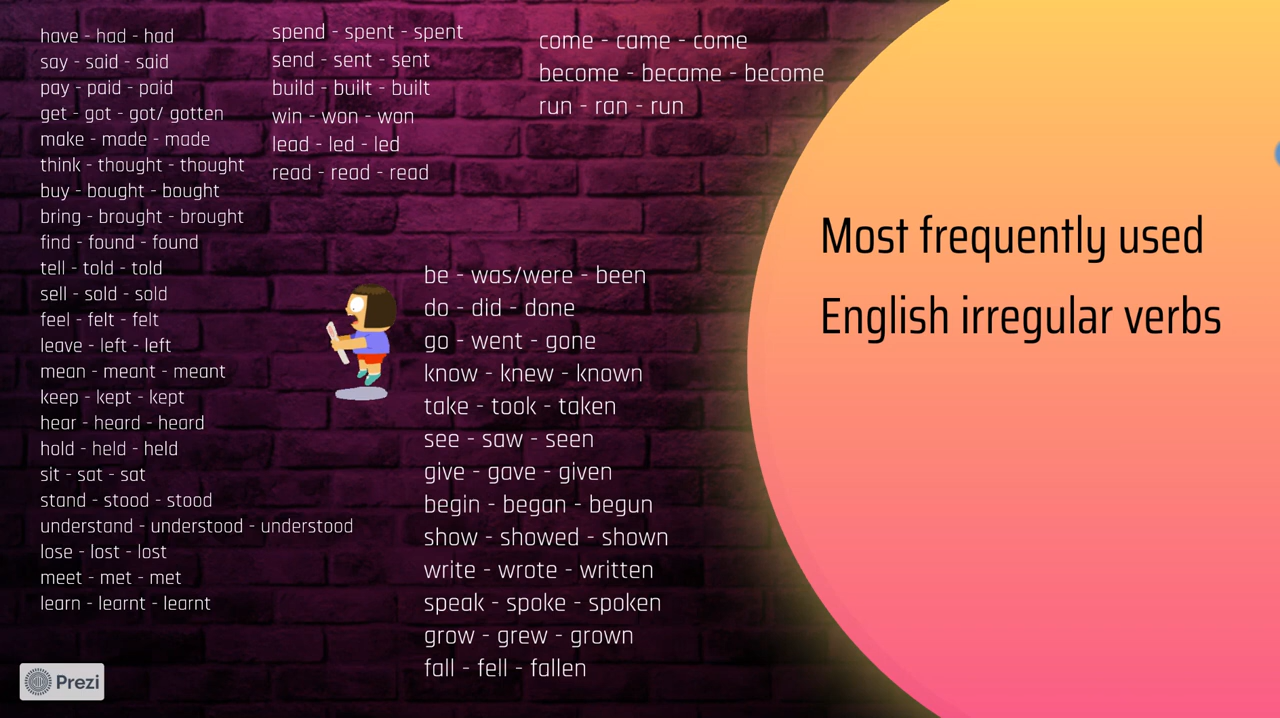 have - had - had
say - said - said
pay - paid - paid
get - got - got/ gotten
make - made - made
think - thought - thought
buy - bought - bought
bring - brought - brought
find - found - found
tell - told - told
sell - sold - sold
feel - felt - felt
leave - left - left
mean - meant - meant
keep - kept - kept
hear - heard - heard
hold - held - held
sit - sat - sat
stand - stood - stood
understand - understood - understood
lose - lost - lost
meet - met - met
learn - learnt - learnt
spend - spent - spent
send - sent - sent
build - built - built
win - won - won
lead - led - led
read - read - read
come - came - come
become - became - become
run - ran - run
be - was/were - been
do - did - done
go - went - gone
know - knew - known
take - took - taken
see - saw - seen
give - gave - given
begin - began - begun
show - showed - shown
write - wrote - written
speak - spoke - spoken
grow - grew - grown
fall - fell - fallen
Most frequently used
English irregular verbs
Prezi